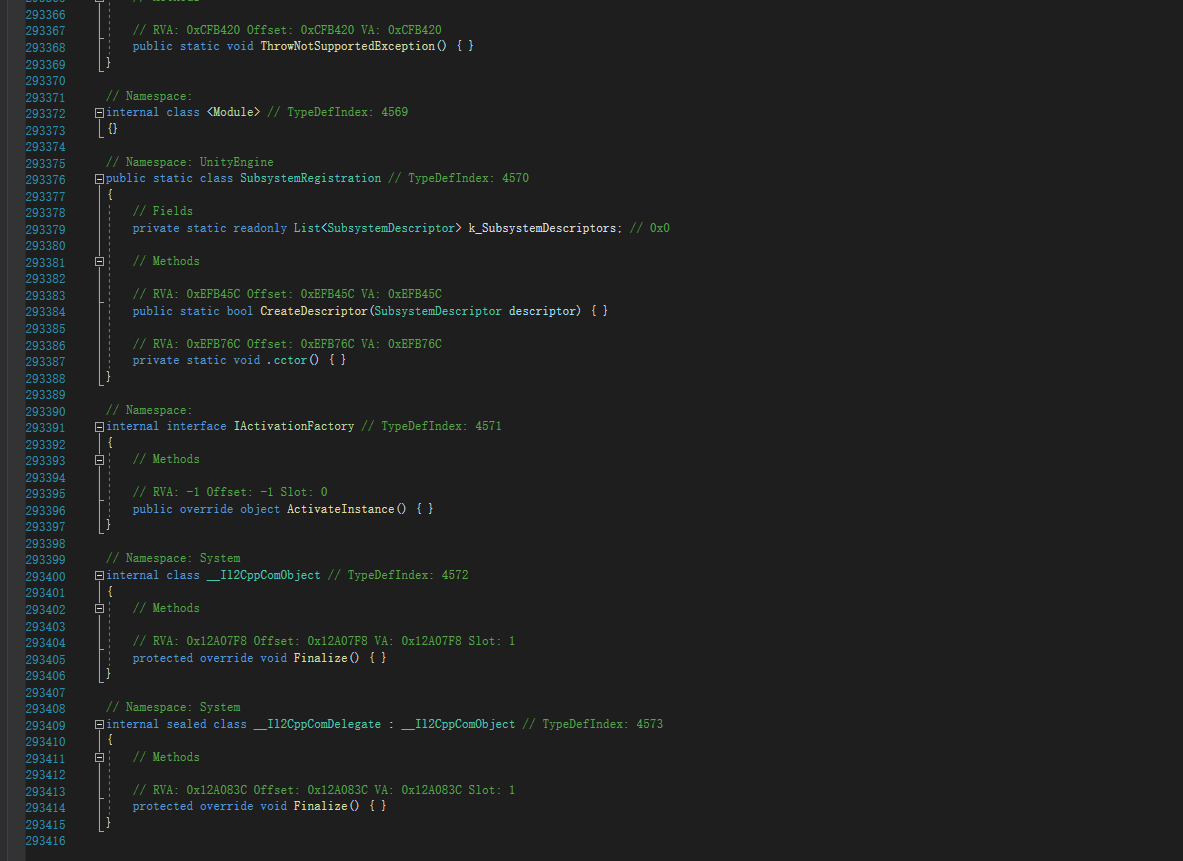 293366
293367 // RVA: 0xCFB420 Offset: 0xCFB420 VA: 0xCFB420
293368 public static void ThrowNotSupportedException() { }
293369 }
293370
293371 // Namespace:
293372 internal class <Module> // TypeDefIndex: 4569
293373 {}
293374
293375 // Namespace: UnityEngine
293376 public static class SubsystemRegistration // TypeDefIndex: 4570
293377 {
293378 // Fields
293379 private static readonly List<SubsystemDescriptor> k_SubsystemDescriptors; // 0x0
293380
293381 // Methods
293382
293383 // RVA: 0xEFB45C Offset: 0xEFB45C VA: 0xEFB45C
293384 public static bool CreateDescriptor(SubsystemDescriptor descriptor) { }
293385
293386 // RVA: 0xEFB76C Offset: 0xEFB76C VA: 0xEFB76C
293387 private static void .cctor() { }
293388 }
293389
293390 // Namespace:
293391 internal interface IActivationFactory // TypeDefIndex: 4571
293392 {
293393 // Methods
293394
293395 // RVA: -1 Offset: -1 Slot: 0
293396 public override object ActivateInstance() { }
293397 }
293398
293399 // Namespace: System
293400 internal class __Il2CppComObject // TypeDefIndex: 4572
293401 {
293402 // Methods
293403
293404 // RVA: 0x12A07F8 Offset: 0x12A07F8 VA: 0x12A07F8 Slot: 1
293405 protected override void Finalize() { }
293406 }
293407
293408 // Namespace: System
293409 internal sealed class __Il2CppComDelegate : __Il2CppComObject // TypeDefIndex: 4573
293410 {
293411 // Methods
293412
293413 // RVA: 0x12A083C Offset: 0x12A083C VA: 0x12A083C Slot: 1
293414 protected override void Finalize() { }
293415 }
293416